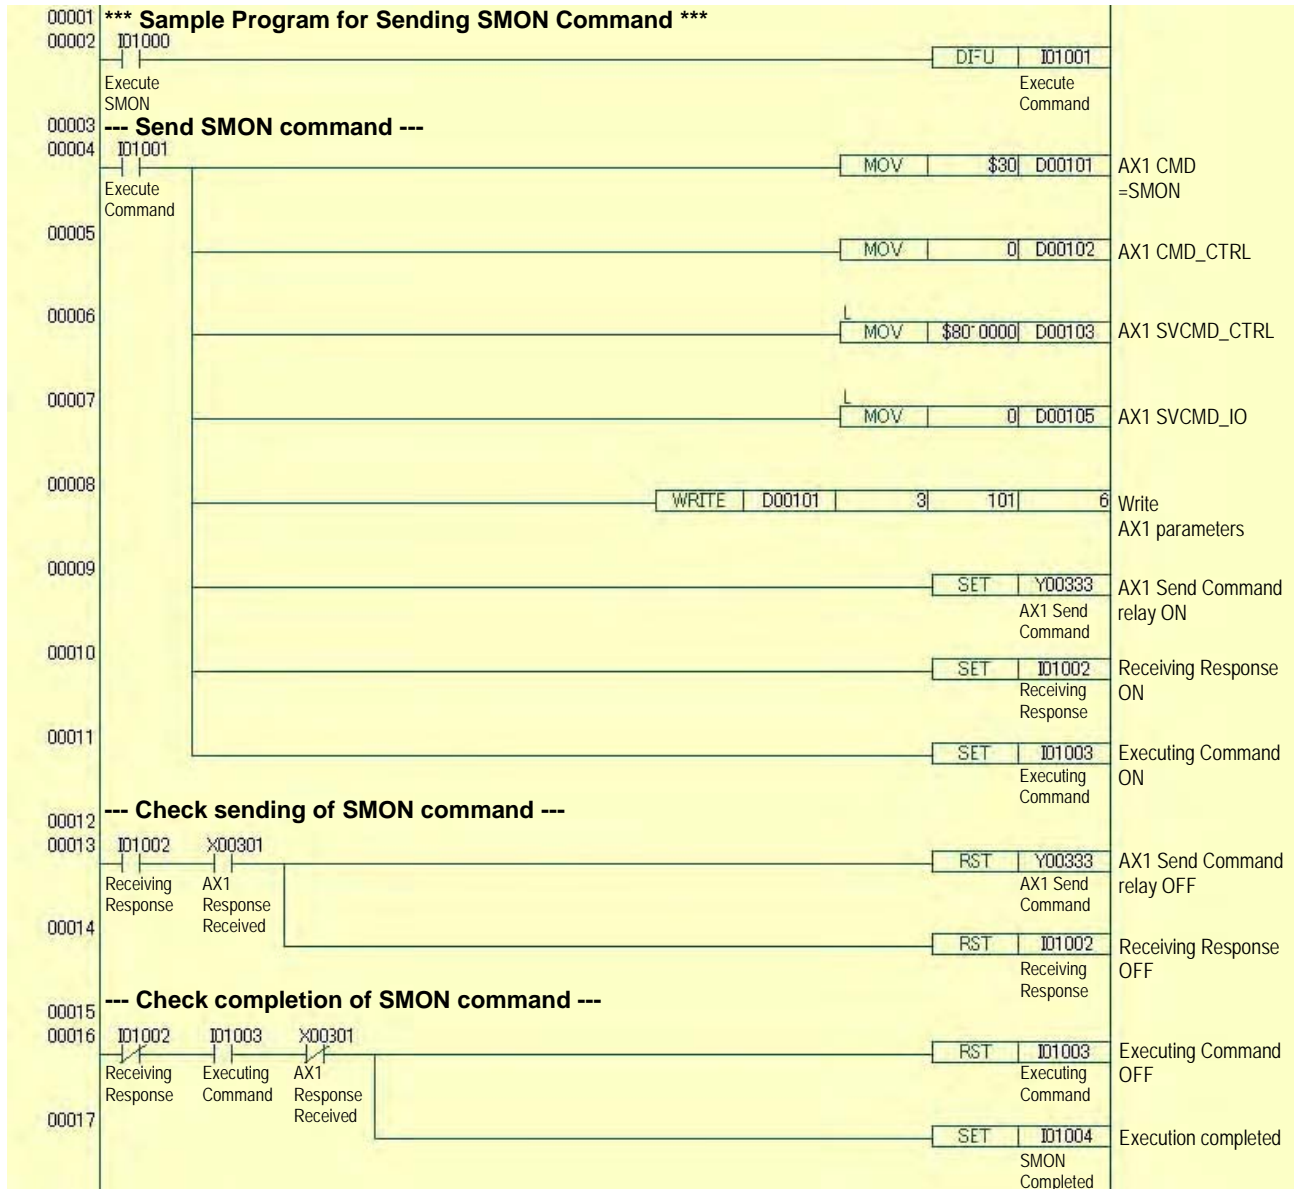 00001 *** Sample Program for Sending SMON Command ***
00002 I01000 DIFU I01001
Execute SMON Execute Command
00003 --- Send SMON command ---
00004 I01001 MOV $30 D00101 AX1 CMD =SMON
Execute Command
00005 MOV 0 D00102 AX1 CMD_CTRL
00006 L MOV D00103 AX1 SVCMD_CTRL
00007 L MOV 0 D00105 AX1 SVCMD_IO
00008 WRITE D00101 3 101 6 Write AX1 parameters
00009 SET Y00333 AX1 Send Command relay ON
AX1 Send Command
00010 SET I01002 Receiving Response ON
Receiving Response
00011 SET I01003 Executing Command ON
Executing Command
00012 --- Check sending of SMON command ---
00013 I01002 X00301 RST Y00333 AX1 Send Command relay OFF
Receiving Response AX1 Response Received AX1 Send Command
00014 RST I01002 Receiving Response OFF
Receiving Response
00015 --- Check completion of SMON command ---
00016 I01002 I01003 X00301 RST I01003 Executing Command OFF
Receiving Response Executing Command AX1 Response Received Executing Command
00017 SET I01004 Execution completed
SMON Completed